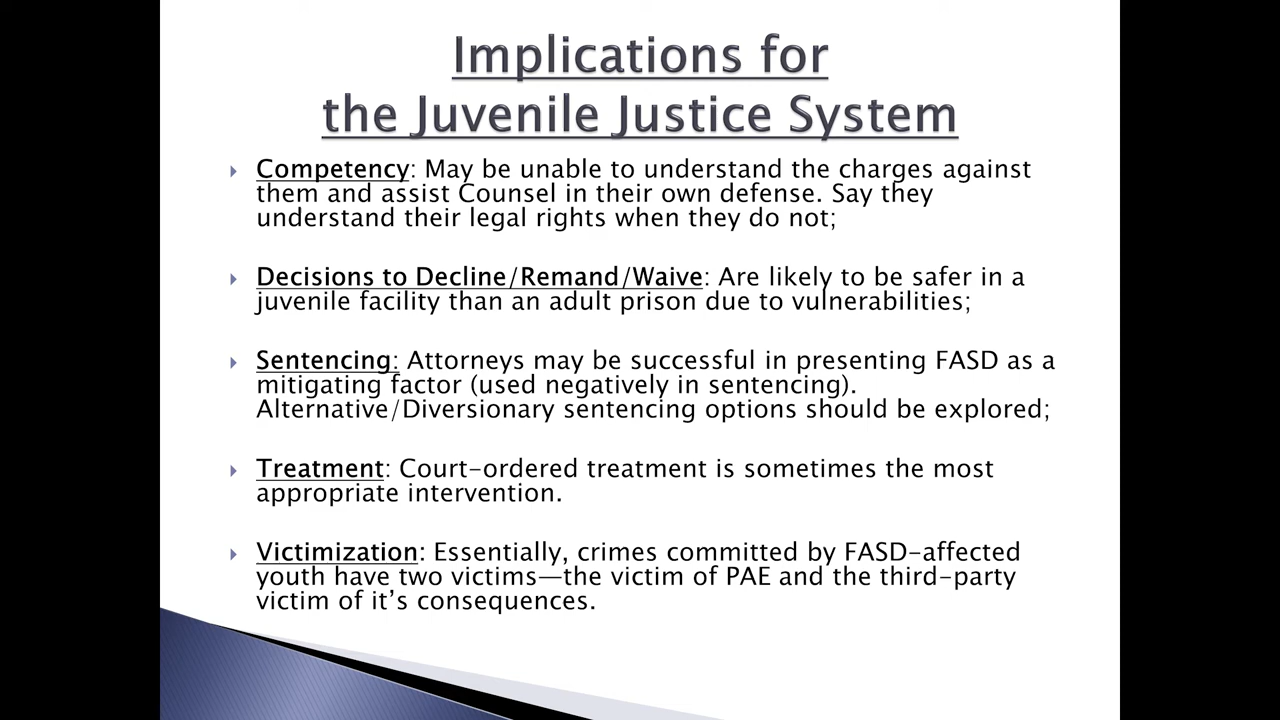 Implications for
the Juvenile Justice System
Competency: May be unable to understand the charges against
them and assist Counsel in their own defense. Say they
understand their legal rights when they do not;
Decisions to Decline/Remand/Waive: Are likely to be safer in a
juvenile facility than an adult prison due to vulnerabilities;
Sentencing: Attorneys may be successful in presenting FASD as a
mitigating factor (used negatively in sentencing).
Alternative/Diversionary sentencing options should be explored;
Treatment: Court-ordered treatment is sometimes the most
appropriate intervention.
Victimization: Essentially, crimes committed by FASD-affected
youth have two victims—the victim of PAE and the third-party
victim of it’s consequences.